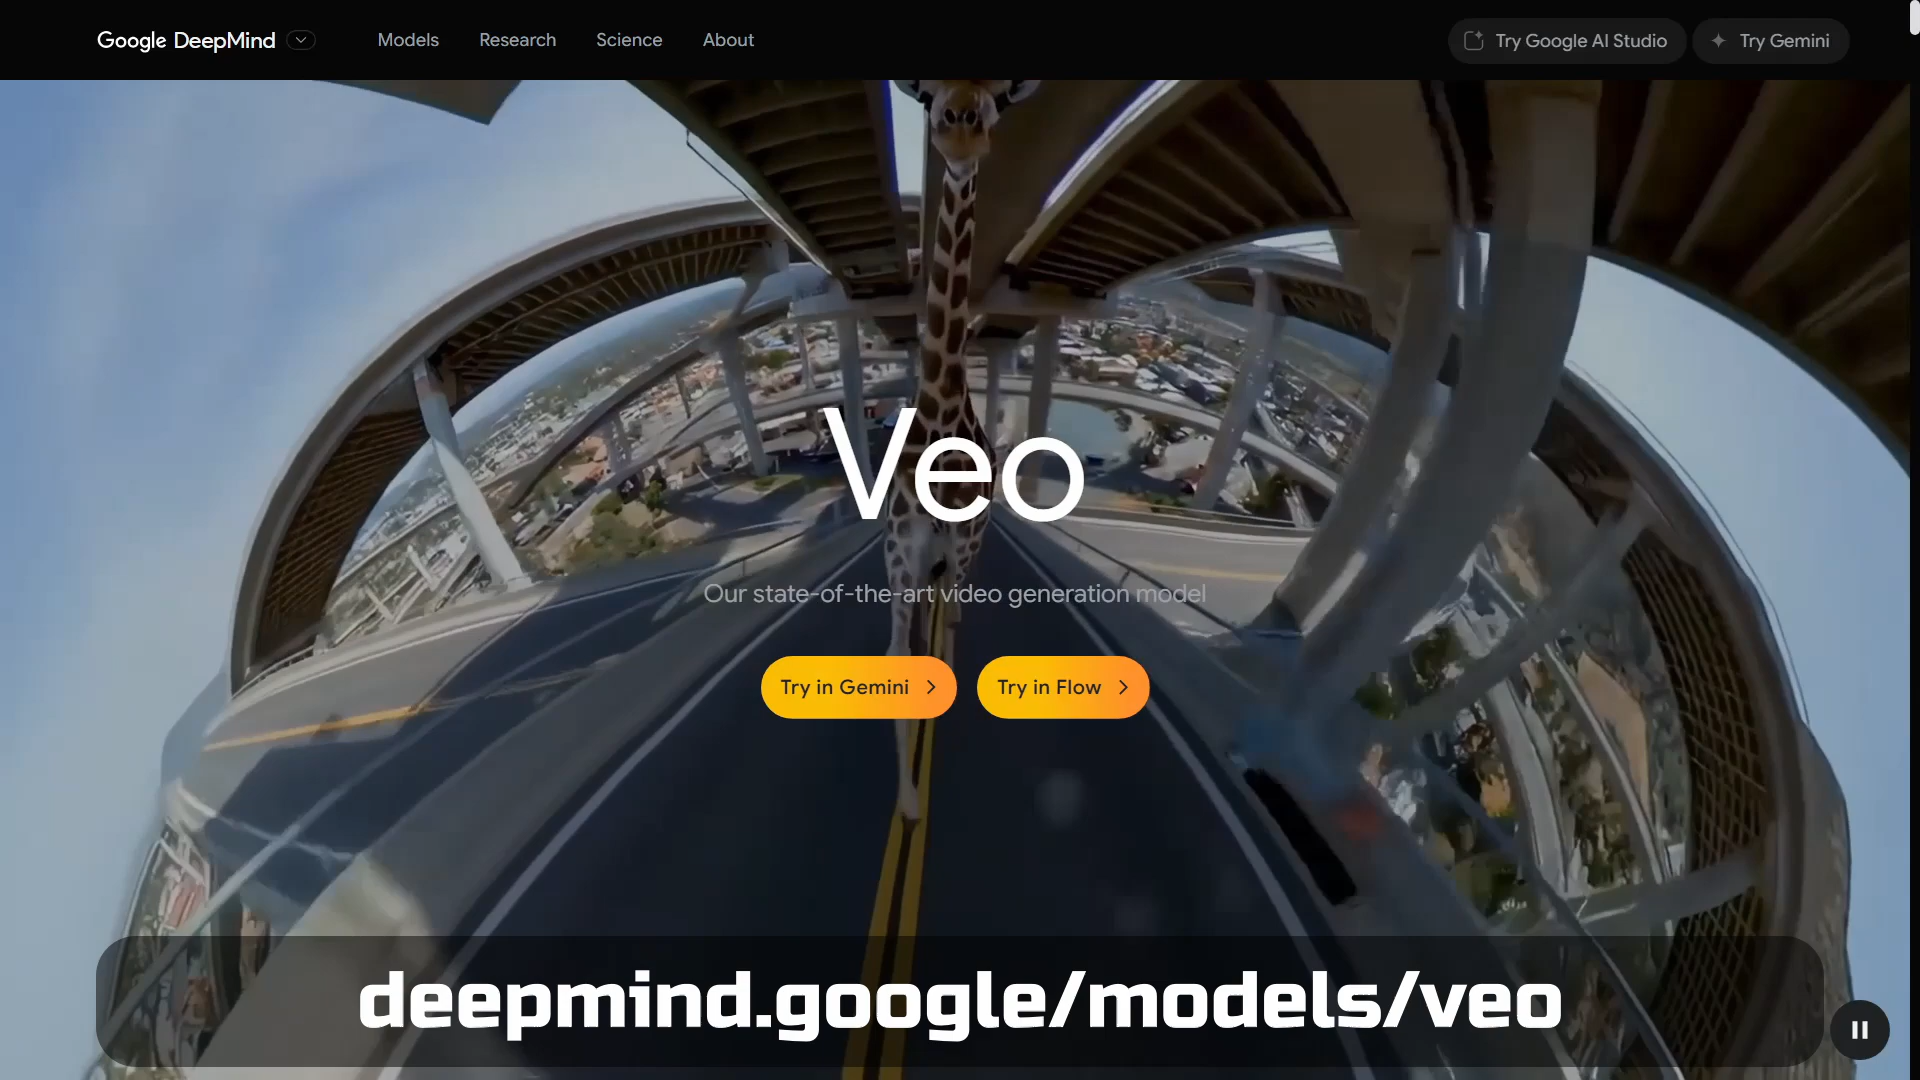 Google DeepMind
Models
Research
Science
About
Try Google AI Studio
Try Gemini
Veo
Our state-of-the-art video generation model
Try in Gemini
Try in Flow
deepmind.google/models/veo